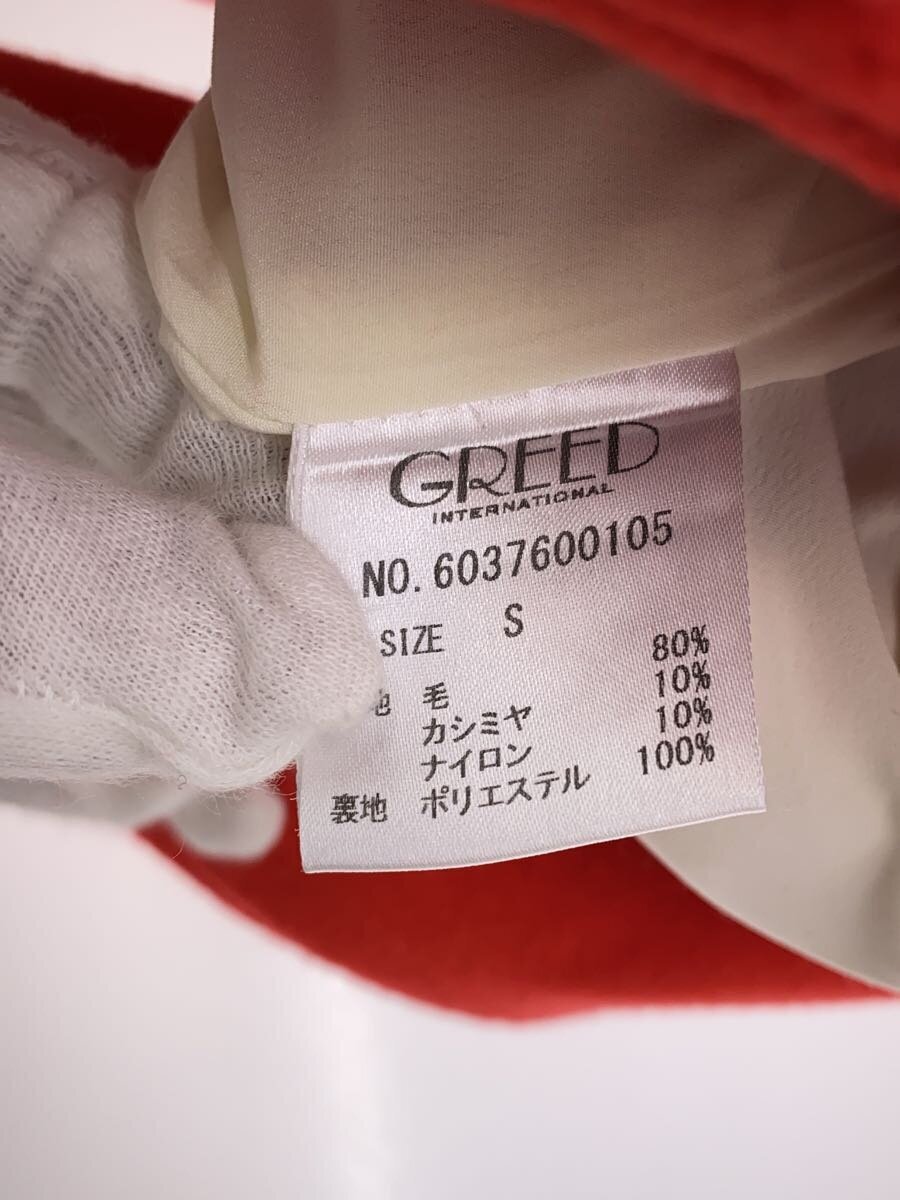 GREED
INTERNATIONAL
NO. 6037600105
SIZE S
地 毛 80%
カシミヤ 10%
ナイロン 10%
裏地 ポリエステル 100%